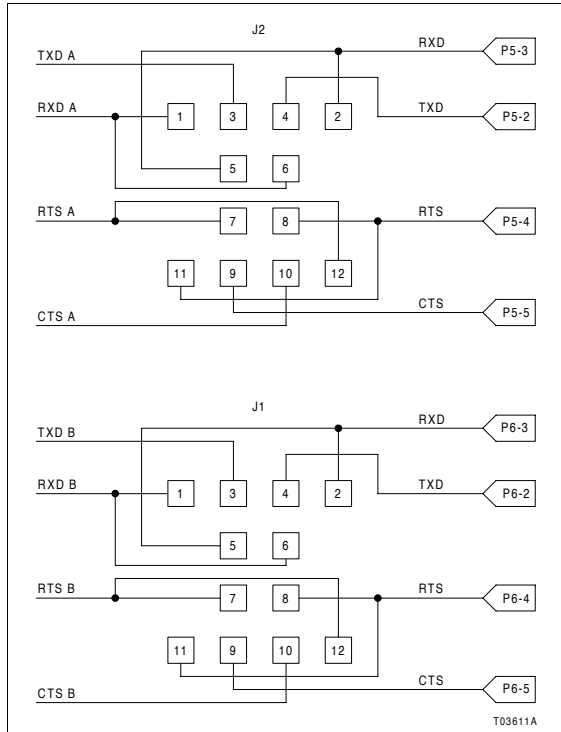 J2
RXD P5-3
TXD A
RXD A 1 3 4 2 TXD P5-2
5 6
RTS A 7 8 RTS P5-4
11 9 10 12
CTS P5-5
CTS A
J1
RXD P6-3
TXD B
RXD B 1 3 4 2 TXD P6-2
5 6
RTS B 7 8 RTS P6-4
11 9 10 12
CTS P6-5
CTS B
T03611A